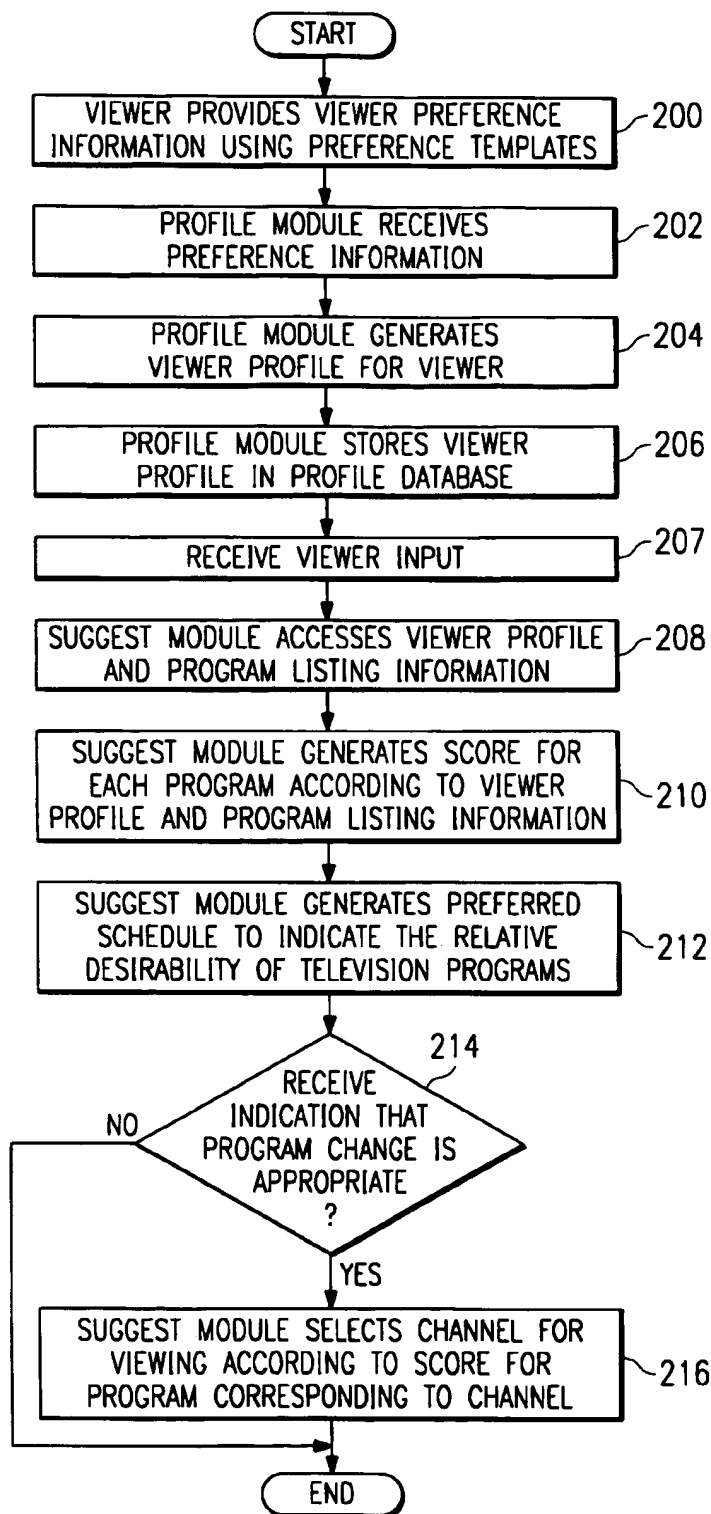 START
VIEWER PROVIDES VIEWER PREFERENCE
INFORMATION USING PREFERENCE TEMPLATES
200
PROFILE MODULE RECEIVES
PREFERENCE INFORMATION
202
PROFILE MODULE GENERATES
VIEWER PROFILE FOR VIEWER
204
PROFILE MODULE STORES VIEWER
PROFILE IN PROFILE DATABASE
206
RECEIVE VIEWER INPUT
207
SUGGEST MODULE ACCESSES VIEWER PROFILE
AND PROGRAM LISTING INFORMATION
208
SUGGEST MODULE GENERATES SCORE FOR
EACH PROGRAM ACCORDING TO VIEWER
PROFILE AND PROGRAM LISTING INFORMATION
210
SUGGEST MODULE GENERATES PREFERRED
SCHEDULE TO INDICATE THE RELATIVE
DESIRABILITY OF TELEVISION PROGRAMS
212
214
RECEIVE
INDICATION THAT
PROGRAM CHANGE IS
APPROPRIATE
?
NO
YES
SUGGEST MODULE SELECTS CHANNEL FOR
VIEWING ACCORDING TO SCORE FOR
PROGRAM CORRESPONDING TO CHANNEL
216
END